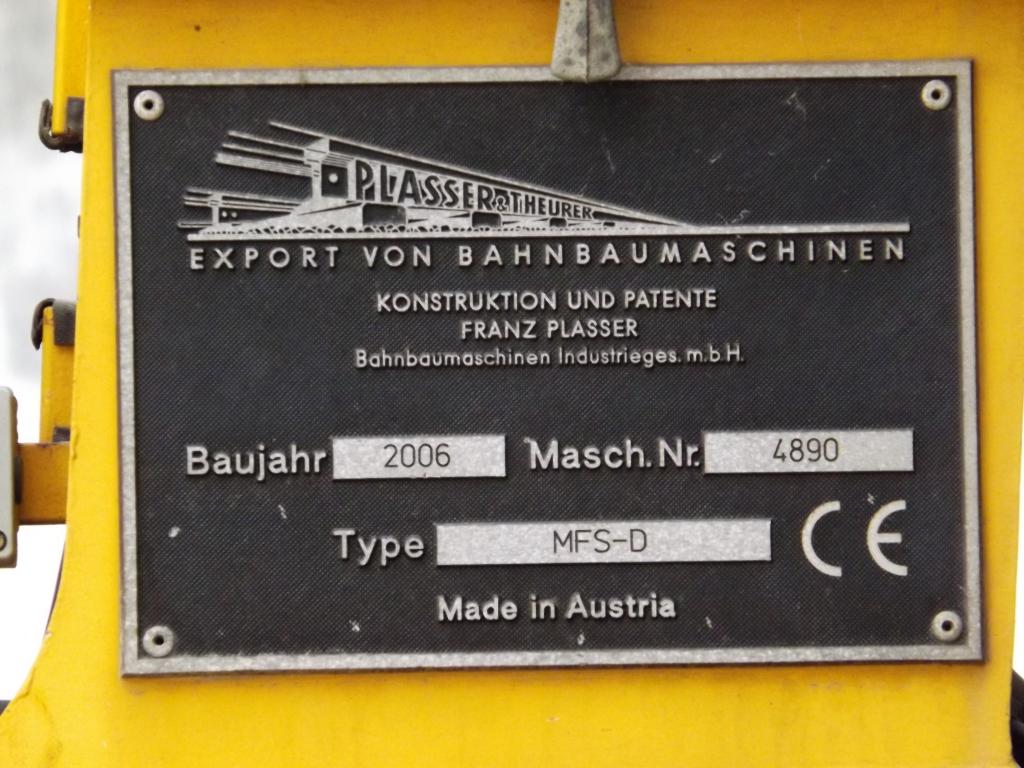 PLASSER & THEURER
EXPORT VON BAHNBAUMASCHINEN
KONSTRUKTION UND PATENTE
FRANZ PLASSER
Bahnbaumaschinen Industrieges. m.b.H.
Baujahr 2006 Masch.Nr. 4890
Type MFS-D CE
Made in Austria